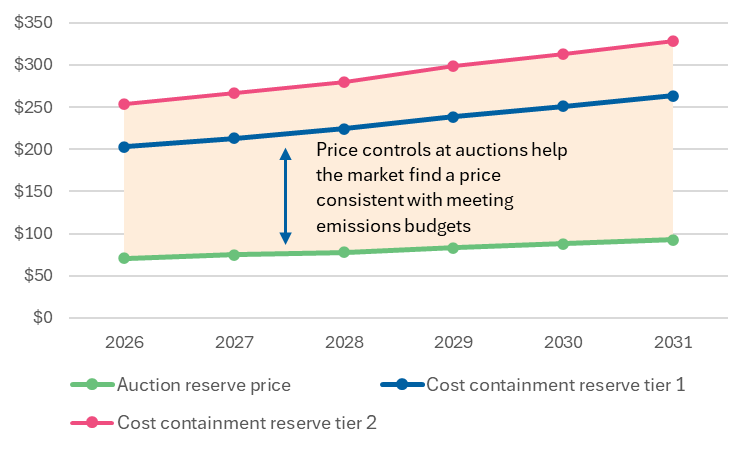 $350
$300
$250
$200
$150
$100
$50
$0
Price controls at auctions help
the market find a price
consistent with meeting
emissions budgets
2026 2027 2028 2029 2030 2031
Auction reserve price Cost containment reserve tier 1
Cost containment reserve tier 2